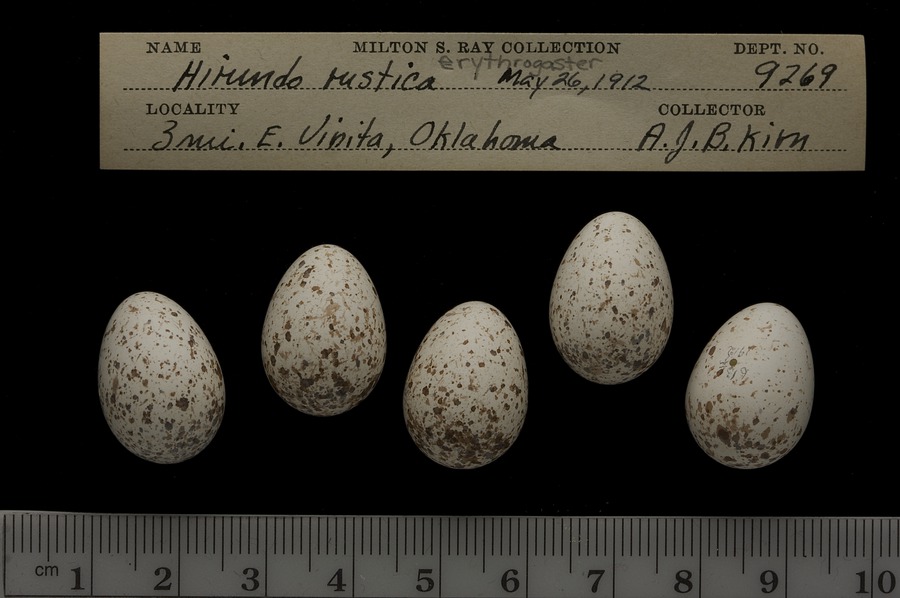 NAME MILTON S. RAY COLLECTION DEPT. NO.
erythrogaster
Hirundo rustica May 26, 1912 9269
LOCALITY COLLECTOR
3 mi. E. Vinita, Oklahoma A.J.B. Kirn
cm 1 2 3 4 5 6 7 8 9 10